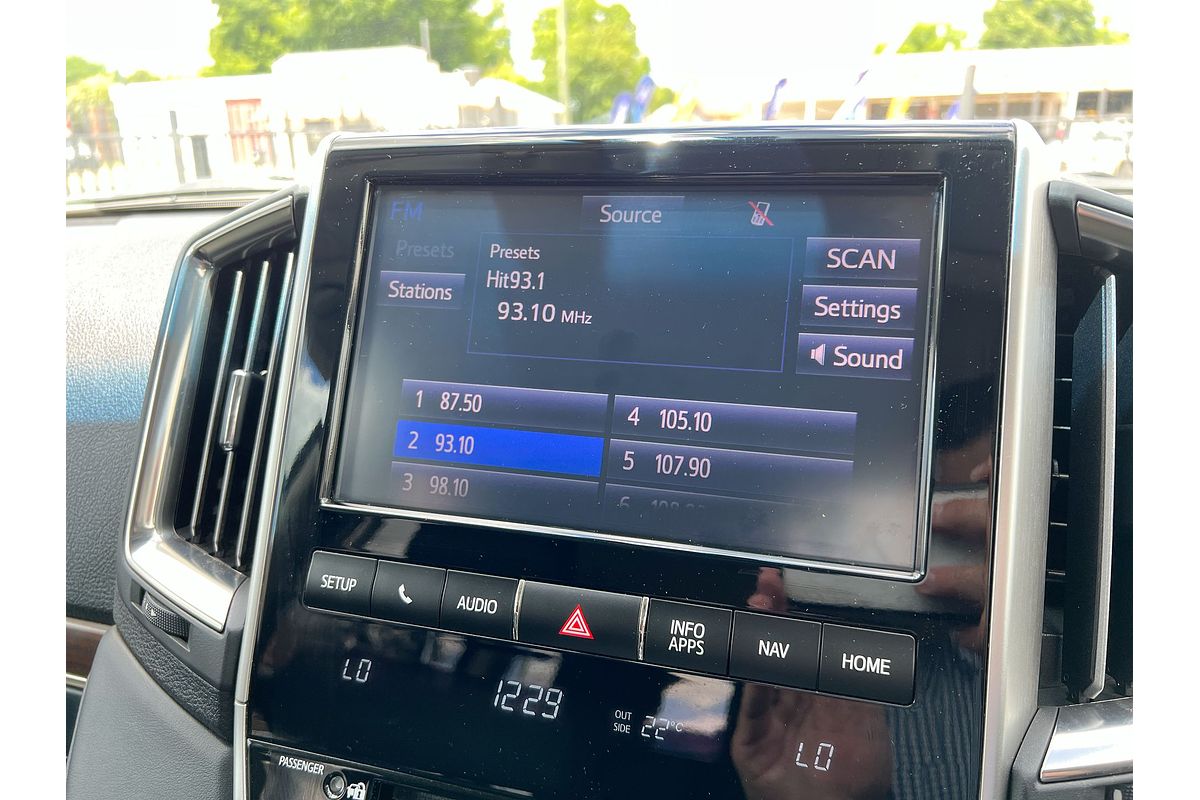 FM
Source
Presets
Presets
SCAN
Stations
Hit93.1
93.10 MHz
Settings
Sound
1 87.50
4 105.10
2 93.10
5 107.90
3 98.10
6
SETUP
AUDIO
INFO
APPS
NAV
HOME
LO
1229
OUT
SIDE
22°C
LO
PASSENGER